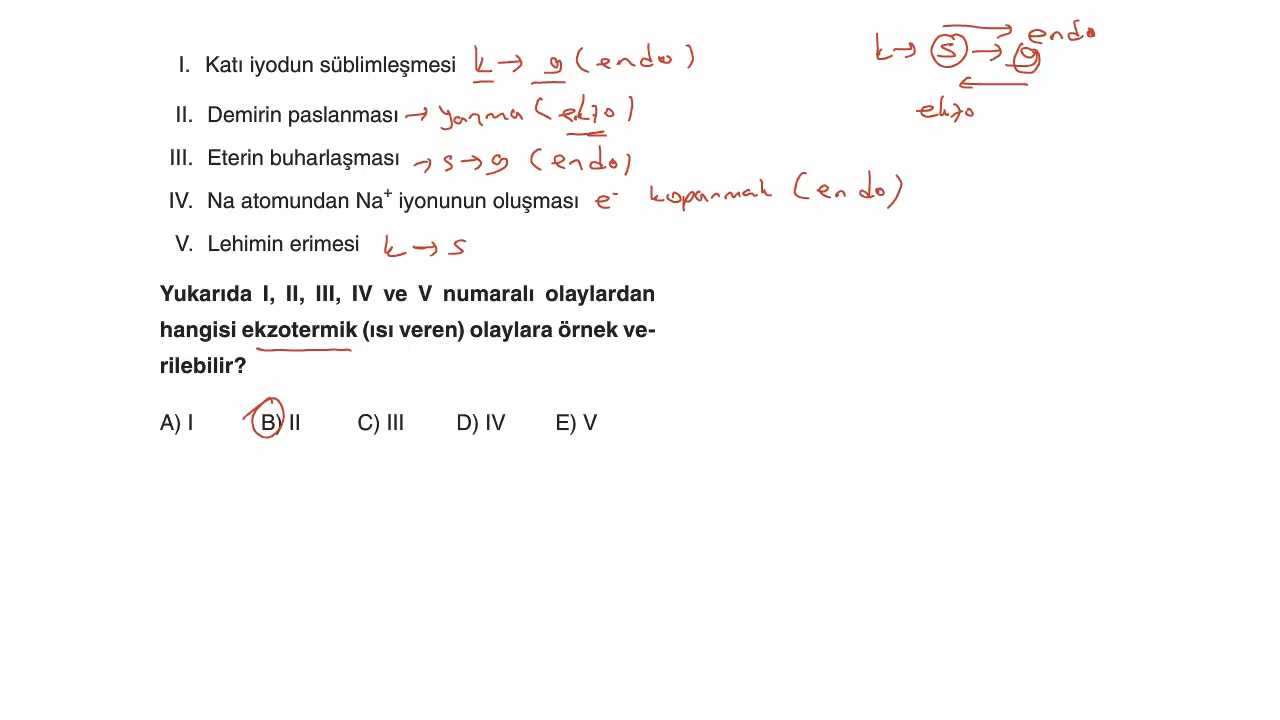 k → s → g endo
ekzo
I. Katı iyodun süblimleşmesi k → g (endo)
II. Demirin paslanması → yanma (ekzo)
III. Eterin buharlaşması → s → g (endo)
IV. Na atomundan Na⁺ iyonunun oluşması e⁻ koparmak (endo)
V. Lehimin erimesi k → s
Yukarıda I, II, III, IV ve V numaralı olaylardan
hangisi ekzotermik (ısı veren) olaylara örnek ve-
rilebilir?
A) I B) II C) III D) IV E) V